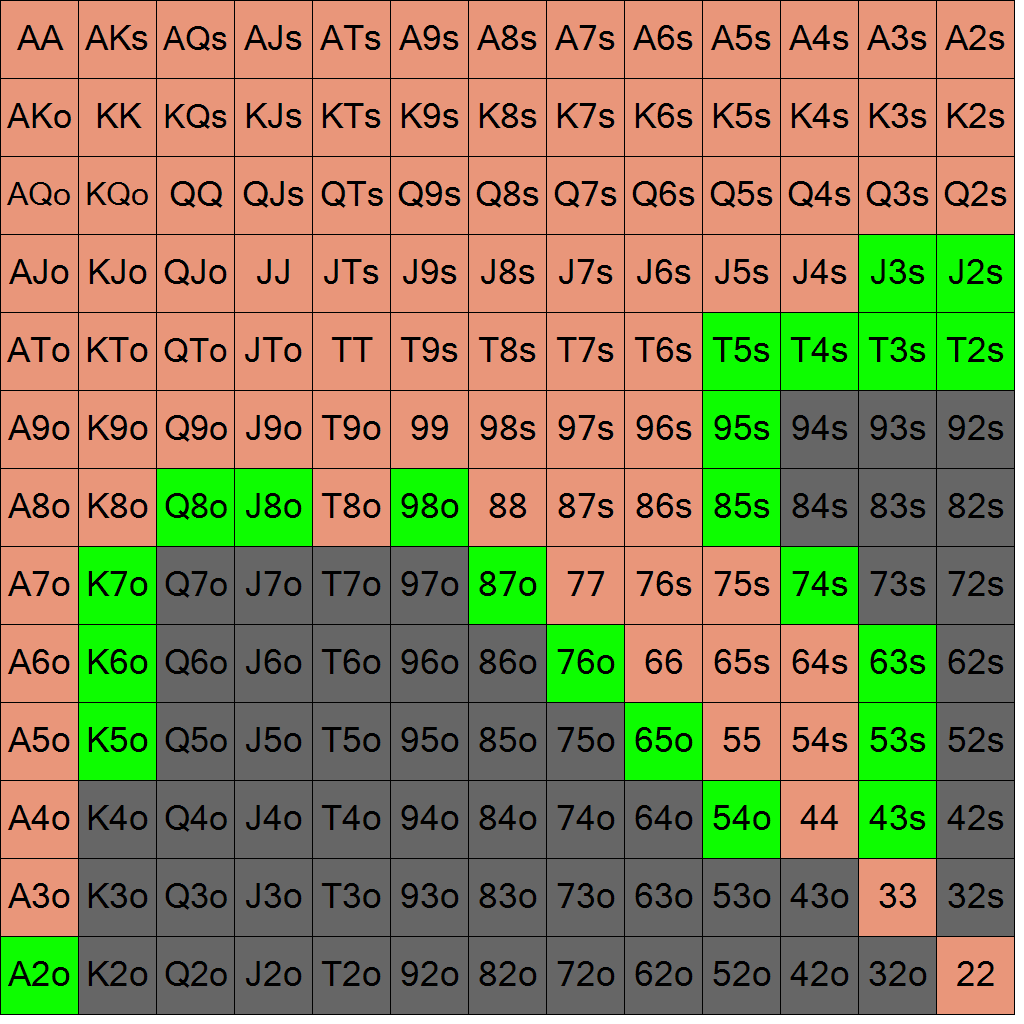 AA AKs AQs AJs ATs A9s A8s A7s A6s A5s A4s A3s A2s
AKo KK KQs KJs KTs K9s K8s K7s K6s K5s K4s K3s K2s
AQo KQo QQ QJs QTs Q9s Q8s Q7s Q6s Q5s Q4s Q3s Q2s
AJo KJo QJo JJ JTs J9s J8s J7s J6s J5s J4s J3s J2s
ATo KTo QTo JTo TT T9s T8s T7s T6s T5s T4s T3s T2s
A9o K9o Q9o J9o T9o 99 98s 97s 96s 95s 94s 93s 92s
A8o K8o Q8o J8o T8o 98o 88 87s 86s 85s 84s 83s 82s
A7o K7o Q7o J7o T7o 97o 87o 77 76s 75s 74s 73s 72s
A6o K6o Q6o J6o T6o 96o 86o 76o 66 65s 64s 63s 62s
A5o K5o Q5o J5o T5o 95o 85o 75o 65o 55 54s 53s 52s
A4o K4o Q4o J4o T4o 94o 84o 74o 64o 54o 44 43s 42s
A3o K3o Q3o J3o T3o 93o 83o 73o 63o 53o 43o 33 32s
A2o K2o Q2o J2o T2o 92o 82o 72o 62o 52o 42o 32o 22